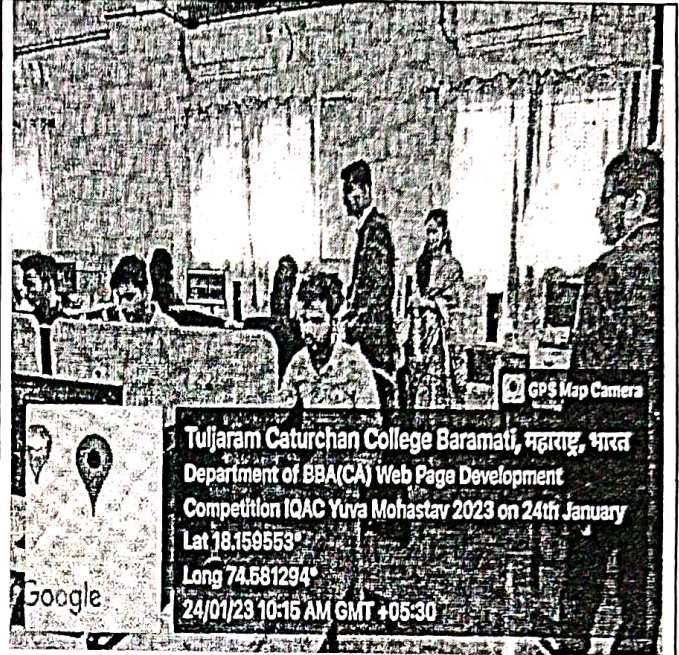 GPS Map Camera
Tuljaram Caturchan College Baramati, महाराष्ट्र, भारत
Department of BBA(CA) Web Page Development
Competition IQAC Yuva Mohastav 2023 on 24th January
Lat 18.159553°
Long 74.581294°
24/01/23 10:15 AM GMT +05:30
Google